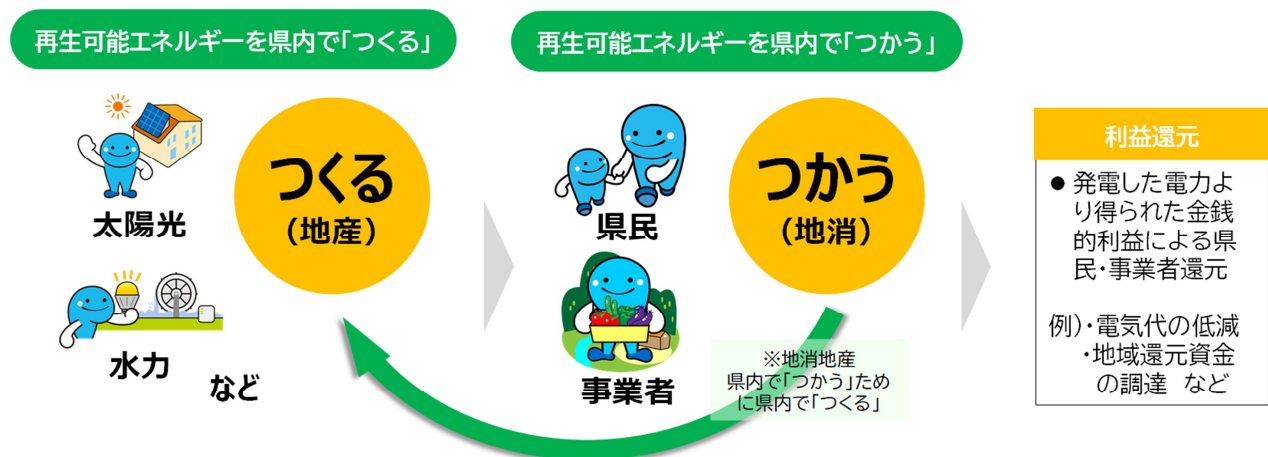 再生可能エネルギーを県内で「つくる」
太陽光
水力
など
つくる
(地産)
再生可能エネルギーを県内で「つかう」
県民
事業者
つかう
(地消)
※地消地産
県内で「つかう」ため
に県内で「つくる」
利益還元
● 発電した電力よ
り得られた金銭
的利益による県
民・事業者還元
例)・電気代の低減
・地域還元資金
の調達 など